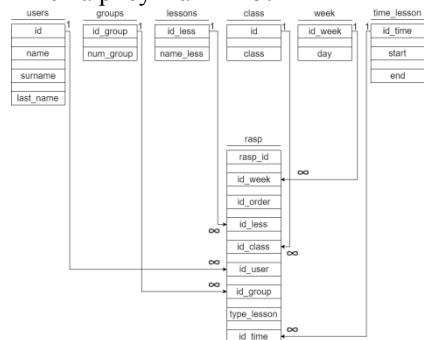 users
groups
lessons
class
week
time_lesson
id
1
id_group
1
id_less
1
id
1
id_week
1
id_time
1
name
num_group
name_less
class
day
start
surname
end
last_name
rasp
rasp_id
id_week
∞
id_order
id_less
∞
id_class
∞
id_user
∞
id_group
∞
type_lesson
id_time
∞